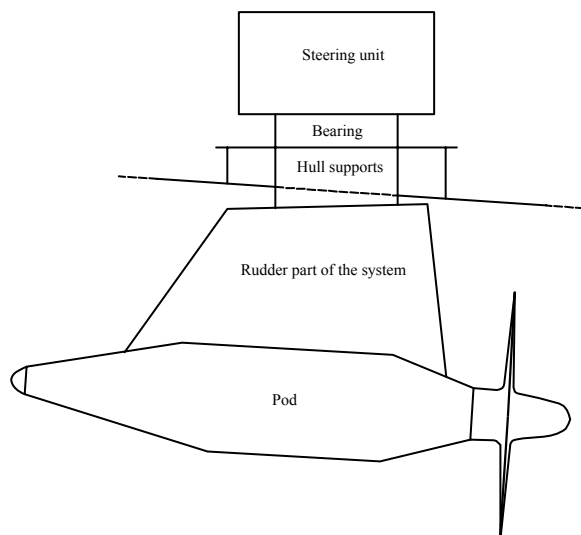 Steering unit
Bearing
Hull supports
Rudder part of the system
Pod